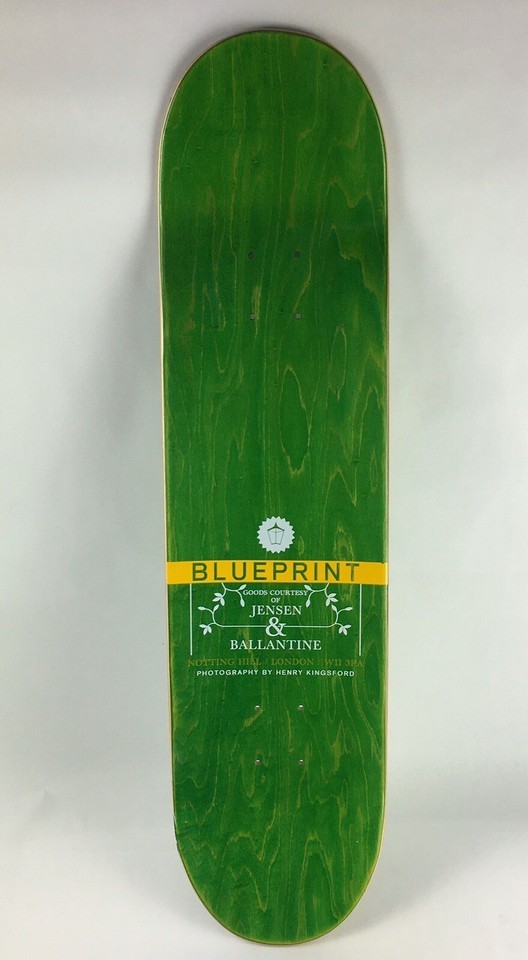 BLUEPRINT
GOODS COURTESY
OF
JENSEN
&
BALLANTINE
NOTTING HILL / LONDON / W11 3PA
PHOTOGRAPHY BY HENRY KINGSFORD